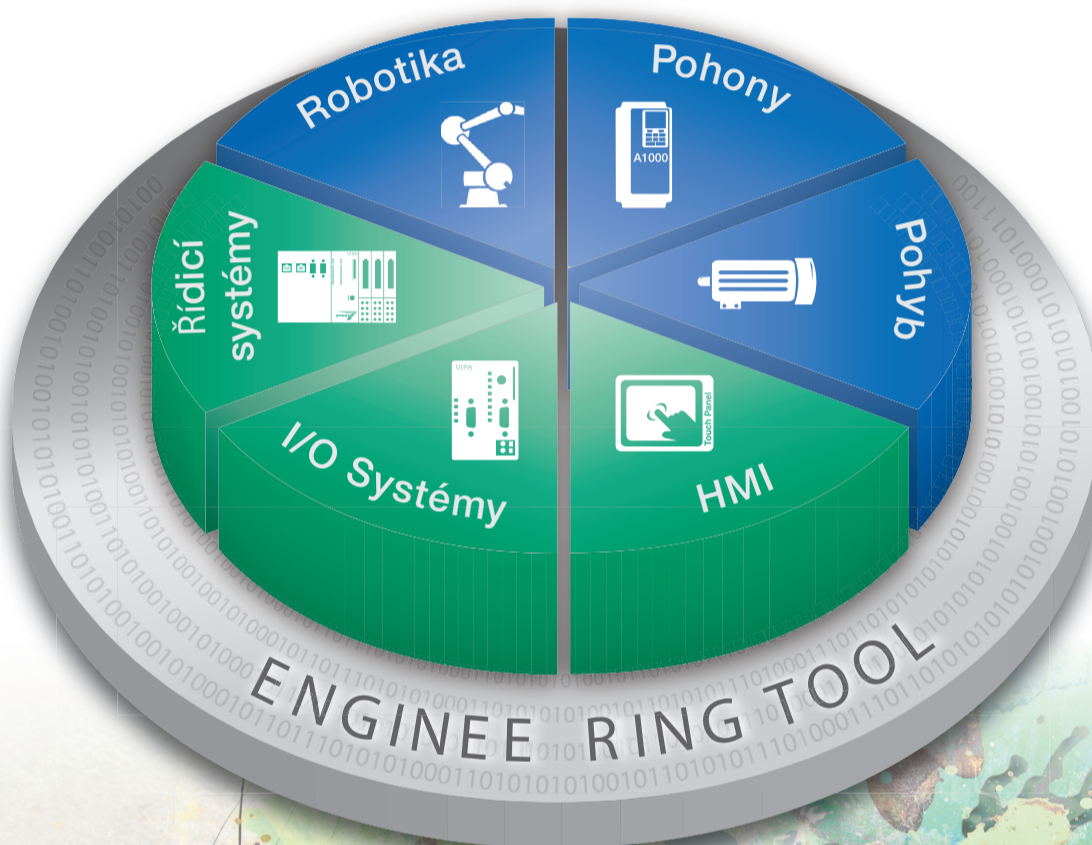 Robotika
Pohony
A1000
Řídicí
systémy
Pohyb
VIPA
I/O Systémy
Touch Panel
HMI
ENGINEE RING TOOL